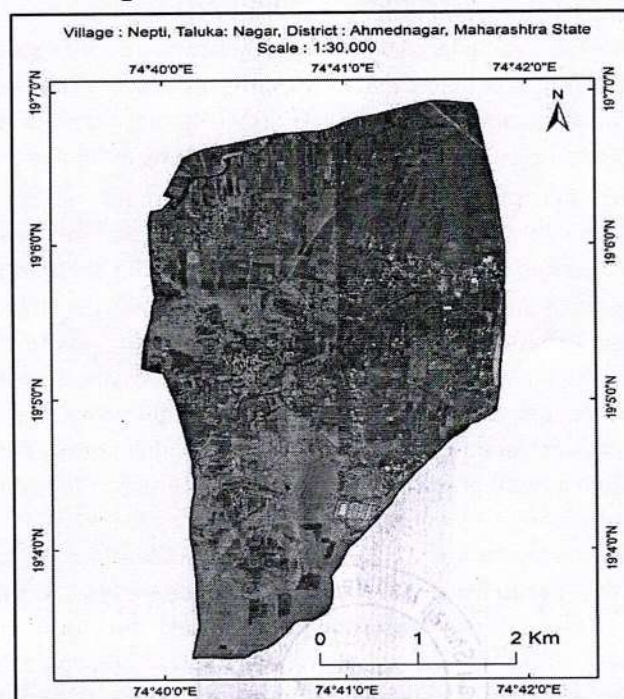 Village : Nepti, Taluka: Nagar, District : Ahmednagar, Maharashtra State
Scale : 1:30,000
74°40'0"E 74°41'0"E 74°42'0"E
19°7'0"N 19°7'0"N
N
19°6'0"N 19°6'0"N
19°5'0"N 19°5'0"N
19°4'0"N 19°4'0"N
0 1 2 Km
74°40'0"E 74°41'0"E 74°42'0"E